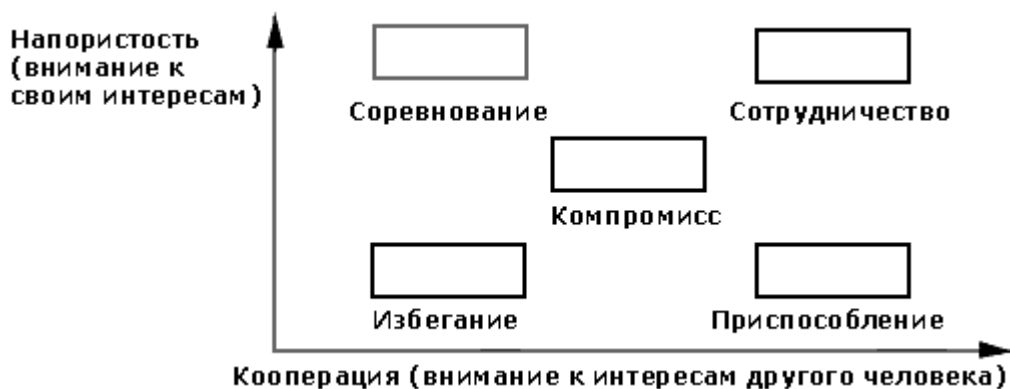 Напористость
(внимание к
своим интересам)
Соревнование
Сотрудничество
Компромисс
Избегание
Приспособление
Кооперация (внимание к интересам другого человека)